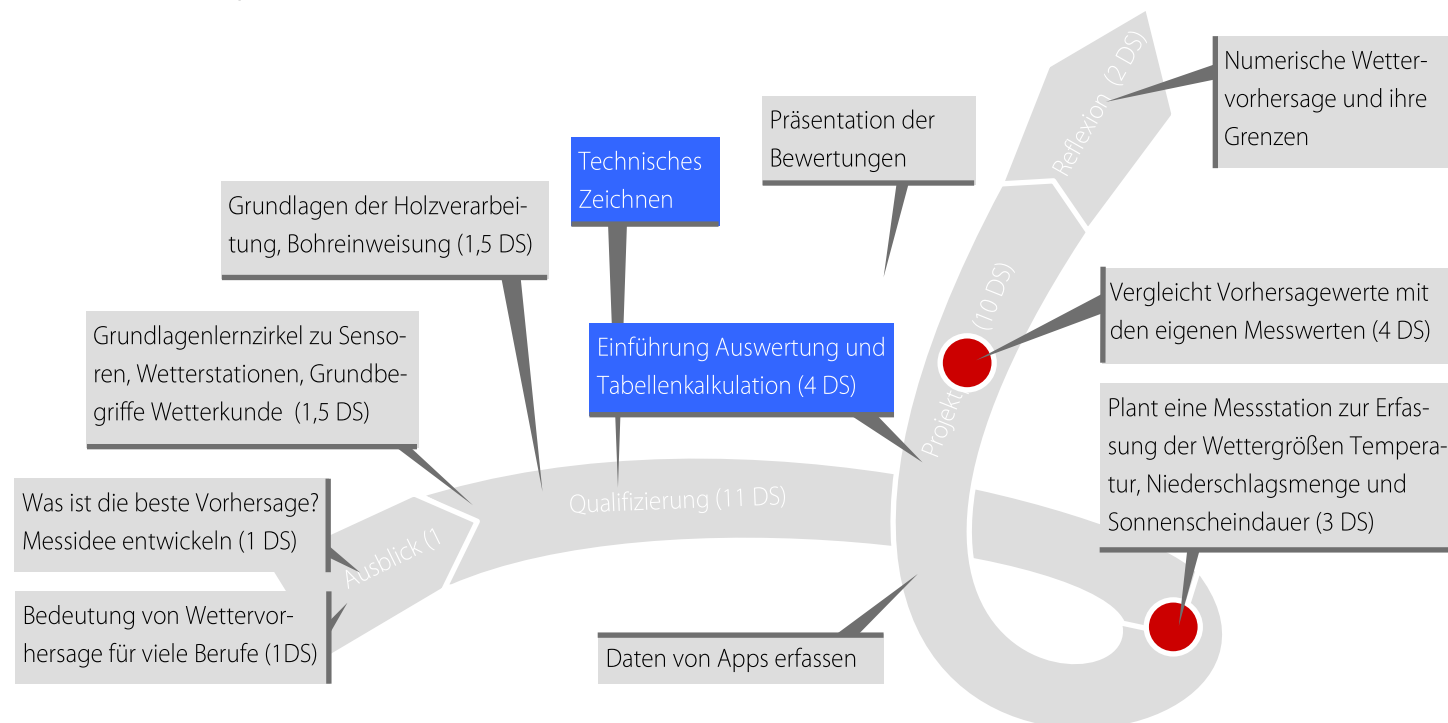 Reflexion (2 DS)
Numerische Wetter-
vorhersage und ihre
Grenzen
Präsentation der
Bewertungen
Technisches
Zeichnen
Grundlagen der Holzverarbei-
tung, Bohreinweisung (1,5 DS)
Vergleicht Vorhersagewerte mit
den eigenen Messwerten (4 DS)
Grundlagenlernzirkel zu Senso-
ren, Wetterstationen, Grundbe-
griffe Wetterkunde  (1,5 DS)
Einführung Auswertung und
Tabellenkalkulation (4 DS)
Projekt (10 DS)
Plant eine Messstation zur Erfas-
sung der Wettergrößen Tempera-
tur, Niederschlagsmenge und
Sonnenscheindauer (3 DS)
Was ist die beste Vorhersage?
Messidee entwickeln (1 DS)
Qualifizierung (11 DS)
Ausblick (1
Bedeutung von Wettervor-
hersage für viele Berufe (1DS)
Daten von Apps erfassen